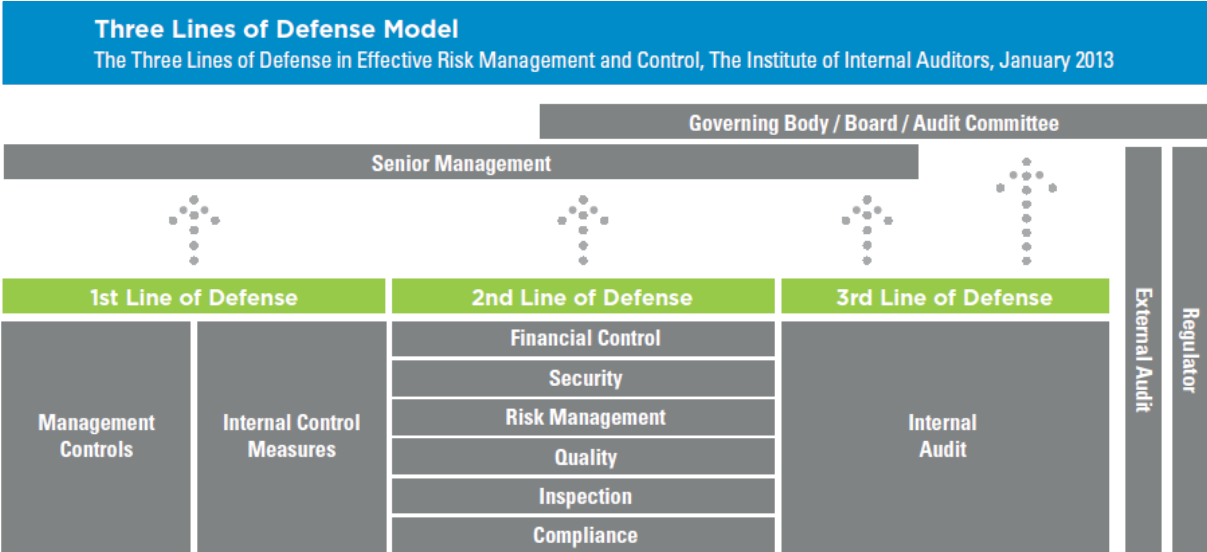 Three Lines of Defense Model
The Three Lines of Defense in Effective Risk Management and Control, The Institute of Internal Auditors, January 2013
Governing Body / Board / Audit Committee
Senior Management
1st Line of Defense
2nd Line of Defense
3rd Line of Defense
Management
Controls
Internal Control
Measures
Financial Control
Security
Risk Management
Quality
Inspection
Compliance
Internal
Audit
External Audit
Regulator